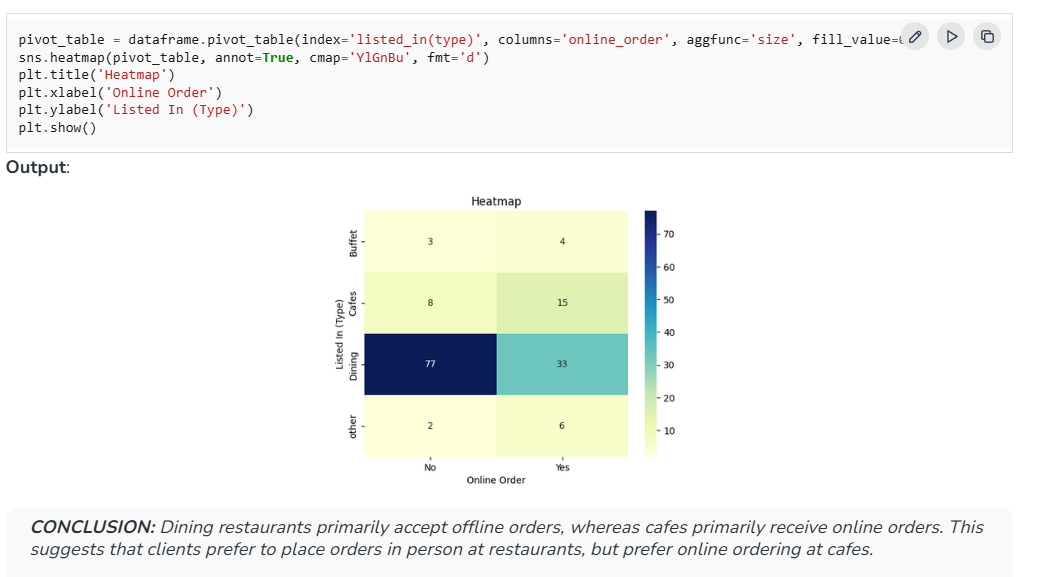 pivot_table = dataframe.pivot_table(index='listed_in(type)', columns='online_order', aggfunc='size', fill_value=
sns.heatmap(pivot_table, annot=True, cmap='YlGnBu', fmt='d')
plt.title('Heatmap')
plt.xlabel('Online Order')
plt.ylabel('Listed In (Type)')
plt.show()
Output:
Heatmap
Listed In (Type)
Buffet
3 4
Cafes
8 15
Dining
77 33
other
2 6
No Yes
Online Order
70
60
50
40
30
20
10
CONCLUSION: Dining restaurants primarily accept offline orders, whereas cafes primarily receive online orders. This
suggests that clients prefer to place orders in person at restaurants, but prefer online ordering at cafes.